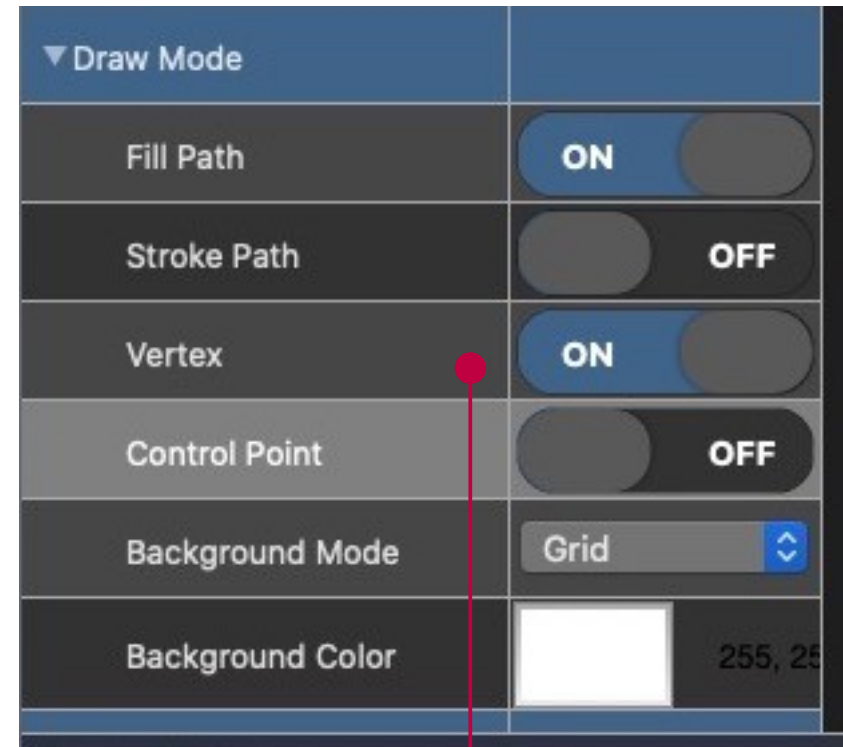 Draw Mode
Fill Path ON
Stroke Path OFF
Vertex ON
Control Point OFF
Background Mode Grid
Background Color 255, 25